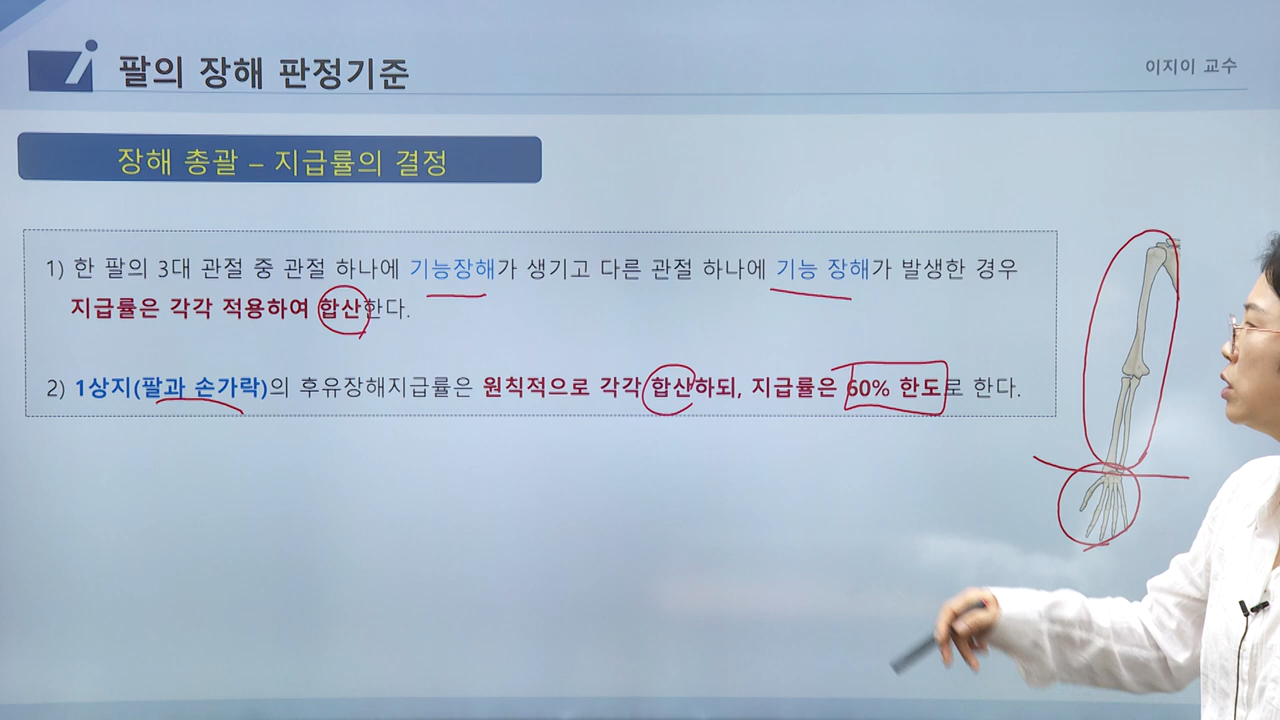 팔의 장해 판정기준
이지이 교수
장해 총괄 – 지급률의 결정
1) 한 팔의 3대 관절 중 관절 하나에 기능장해가 생기고 다른 관절 하나에 기능 장해가 발생한 경우
지급률은 각각 적용하여 합산한다.
2) 1상지(팔과 손가락)의 후유장해지급률은 원칙적으로 각각 합산하되, 지급률은 60% 한도로 한다.